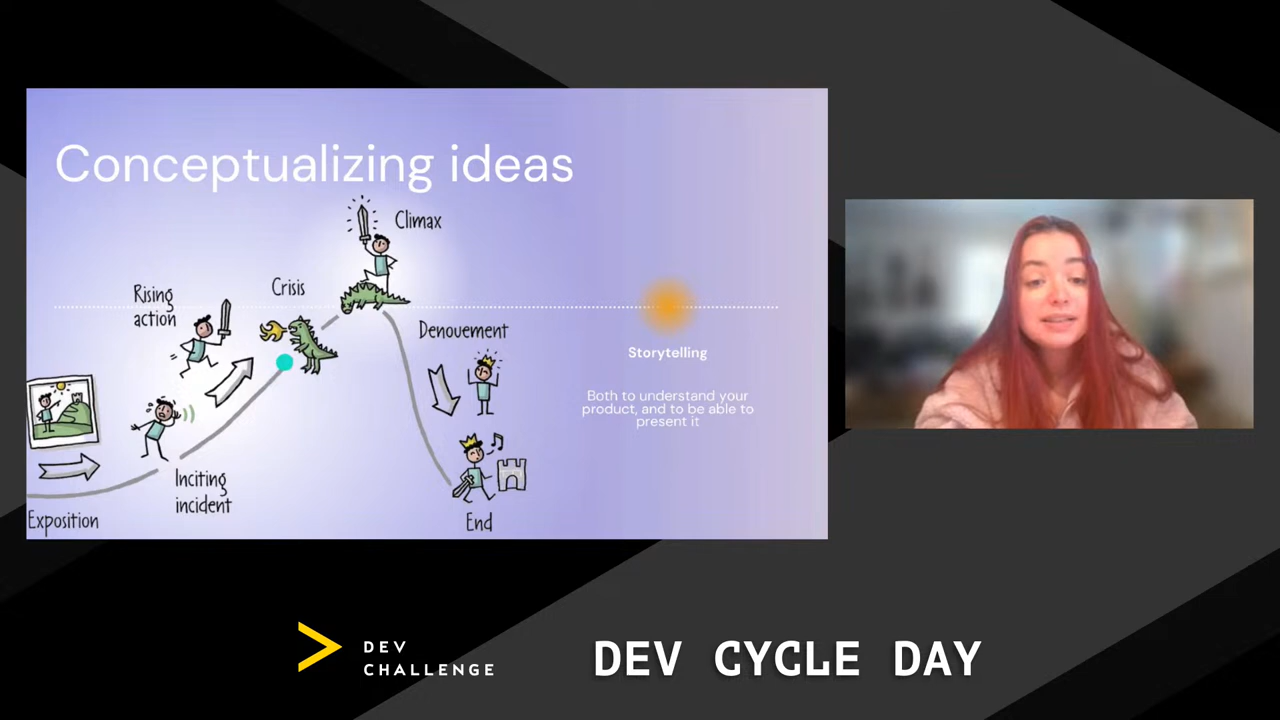 Conceptualizing ideas
Climax
Crisis
Rising
action
Denouement
Storytelling
Both to understand your
product, and to be able to
present it
Inciting
incident
Exposition
End
DEV
CHALLENGE
DEV CYCLE DAY